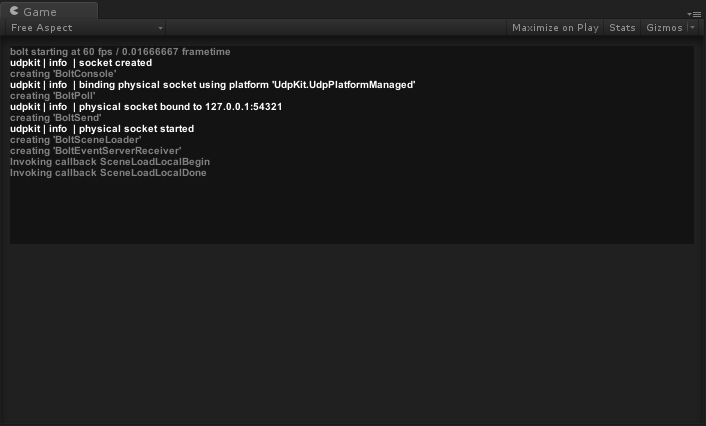 Game
Free Aspect
Maximize on Play
Stats
Gizmos
bolt starting at 60 fps / 0.01666667 frametime
udpkit | info  | socket created
creating 'BoltConsole'
udpkit | info  | binding physical socket using platform 'UdpKit.UdpPlatformManaged'
creating 'BoltPoll'
udpkit | info  | physical socket bound to 127.0.0.1:54321
creating 'BoltSend'
udpkit | info  | physical socket started
creating 'BoltSceneLoader'
creating 'BoltEventServerReceiver'
Invoking callback SceneLoadLocalBegin
Invoking callback SceneLoadLocalDone